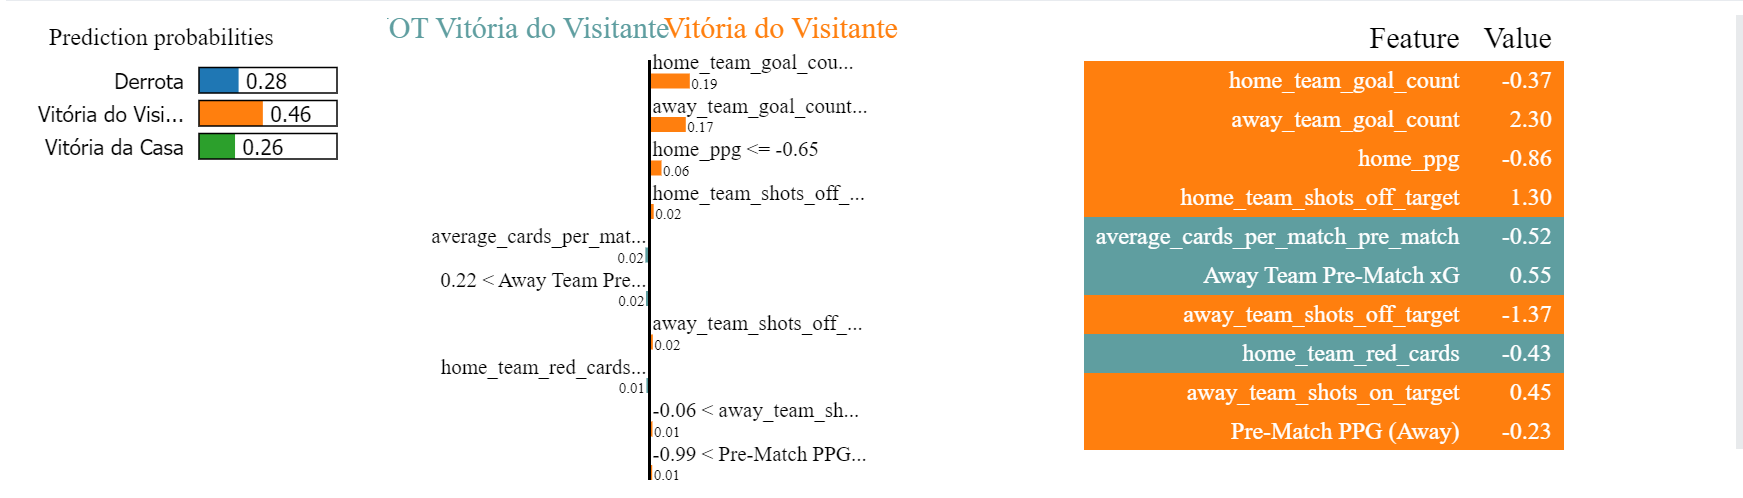 Prediction probabilities
Derrota 0.28
Vitória do Visi... 0.46
Vitória da Casa 0.26
OT Vitória do Visitante Vitória do Visitante
home_team_goal_cou...
0.19
away_team_goal_count...
0.17
home_ppg <= -0.65
0.06
home_team_shots_off_...
0.02
average_cards_per_mat...
0.02
0.22 < Away Team Pre...
0.02
away_team_shots_off_...
0.02
home_team_red_cards...
0.01
-0.06 < away_team_sh...
0.01
-0.99 < Pre-Match PPG...
0.01
Feature Value
home_team_goal_count -0.37
away_team_goal_count 2.30
home_ppg -0.86
home_team_shots_off_target 1.30
average_cards_per_match_pre_match -0.52
Away Team Pre-Match xG 0.55
away_team_shots_off_target -1.37
home_team_red_cards -0.43
away_team_shots_on_target 0.45
Pre-Match PPG (Away) -0.23